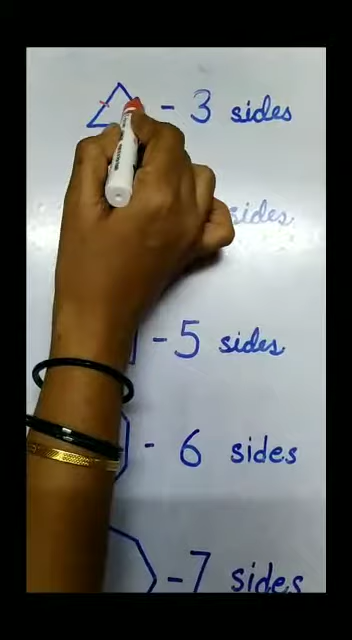 - 3 sides
sides
- 5 sides
- 6 sides
- 7 sides